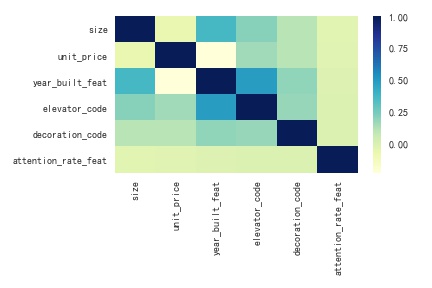 size
unit_price
year_built_feat
elevator_code
decoration_code
attention_rate_feat
size
unit_price
year_built_feat
elevator_code
decoration_code
attention_rate_feat
1.00
0.75
0.50
0.25
0.00